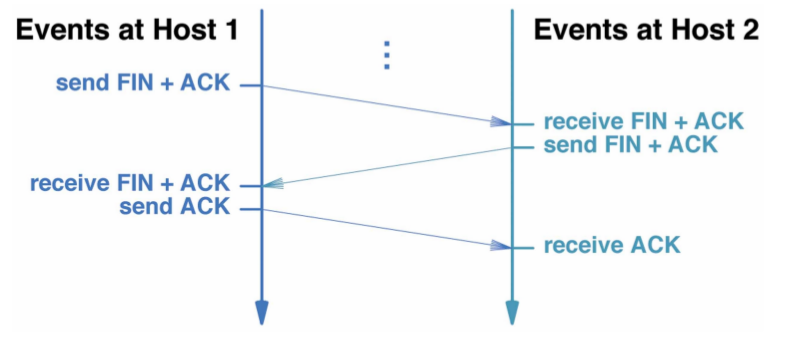 Events at Host 1
Events at Host 2
send FIN + ACK
receive FIN + ACK
send FIN + ACK
receive FIN + ACK
send ACK
receive ACK